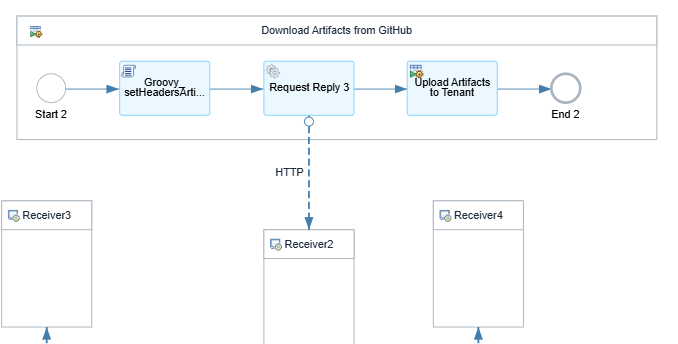 Download Artifacts from GitHub
Groovy_
setHeadersArti...
Request Reply 3
Upload Artifacts
to Tenant
Start 2
End 2
HTTP
Receiver3
Receiver4
Receiver2